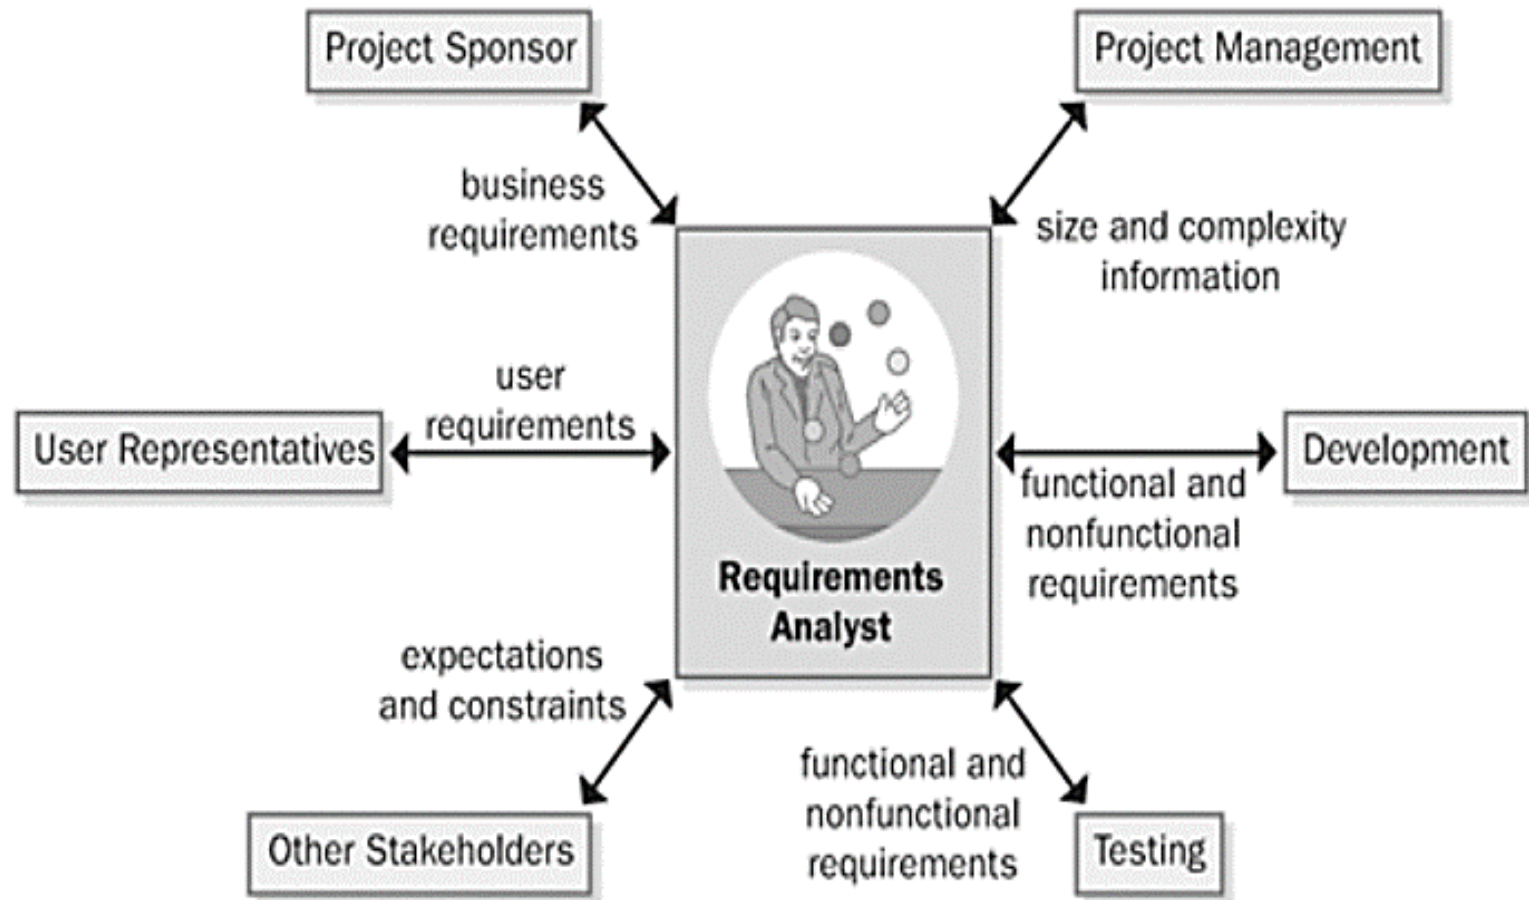 Project Sponsor
Project Management
business
requirements
size and complexity
information
user
requirements
User Representatives
Development
functional and
nonfunctional
requirements
Requirements
Analyst
expectations
and constraints
functional and
nonfunctional
requirements
Other Stakeholders
Testing